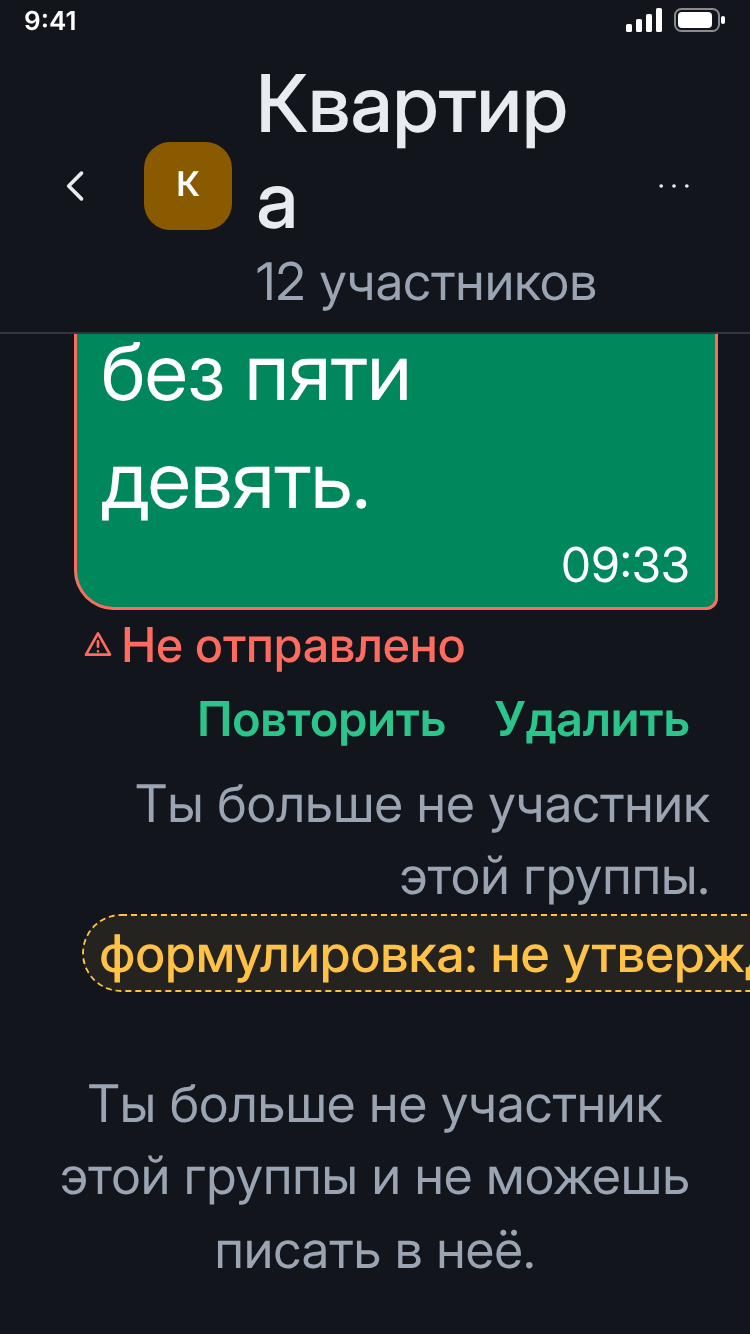 9:41
Квартир
а
К
...
12 участников
без пяти
девять.
09:33
Не отправлено
Повторить Удалить
Ты больше не участник
этой группы.
формулировка: не утверж
Ты больше не участник
этой группы и не можешь
писать в неё.